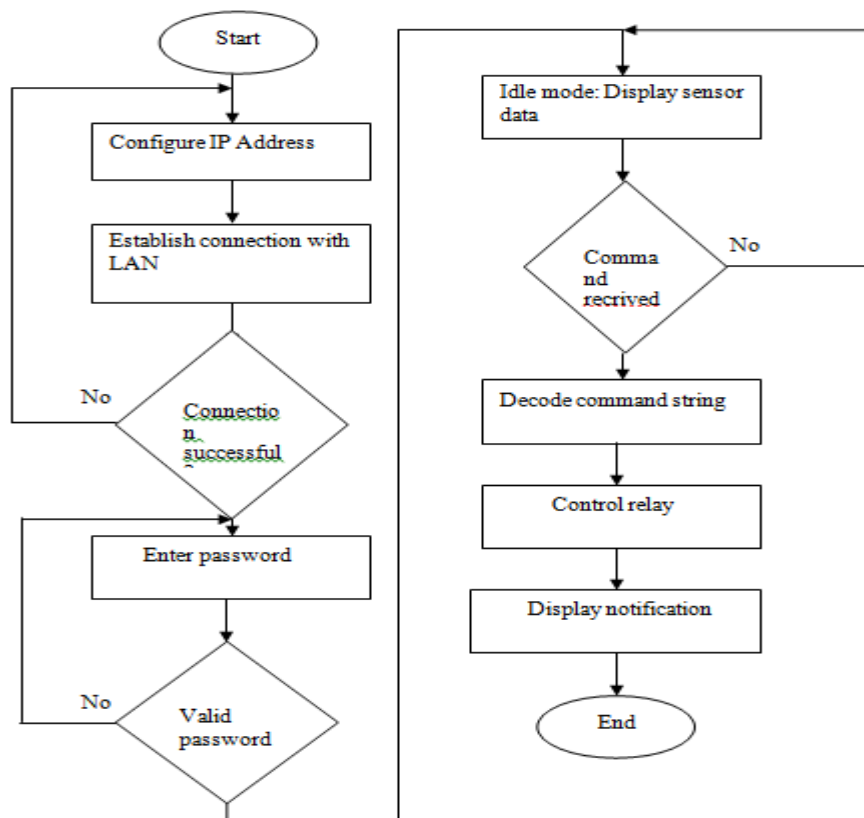 Start
Configure IP Address
Establish connection with
LAN
No
Connectio
n
successful
?
Enter password
No
Valid
password
Idle mode: Display sensor
data
No
Comma
nd
recrived
Decode command string
Control relay
Display notification
End